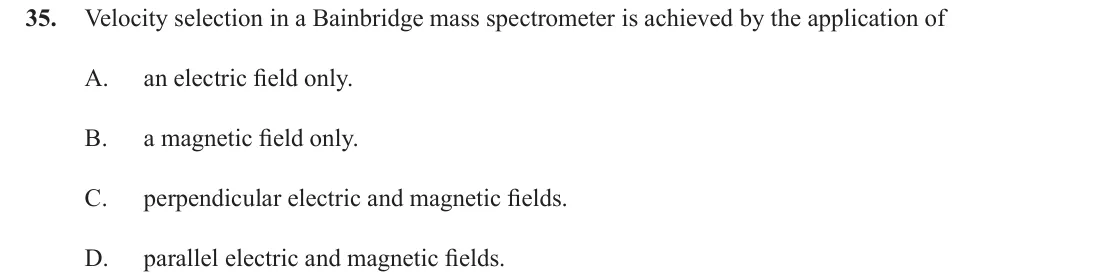 35. Velocity selection in a Bainbridge mass spectrometer is achieved by the application of
A. an electric field only.
B. a magnetic field only.
C. perpendicular electric and magnetic fields.
D. parallel electric and magnetic fields.